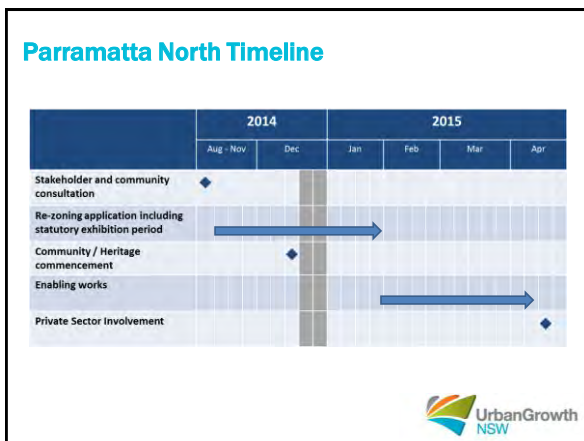 Parramatta North Timeline
2014 2015
Aug - Nov Dec Jan Feb Mar Apr
Stakeholder and community
consultation
Re-zoning application including
statutory exhibition period
Community / Heritage
commencement
Enabling works
Private Sector Involvement
UrbanGrowth
NSW